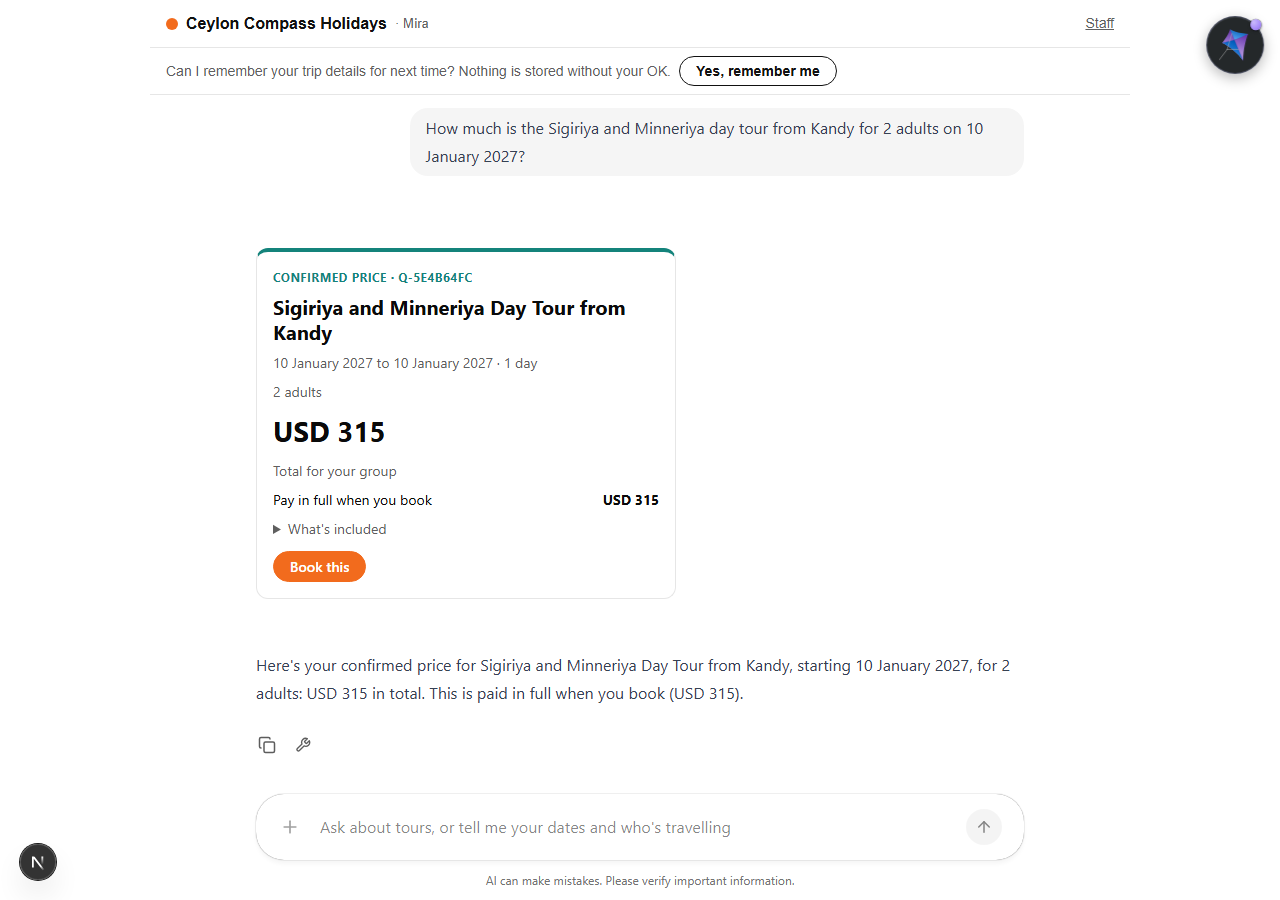 Ceylon Compass Holidays · Mira
Staff
Can I remember your trip details for next time? Nothing is stored without your OK.
Yes, remember me
How much is the Sigiriya and Minneriya day tour from Kandy for 2 adults on 10
January 2027?
CONFIRMED PRICE · Q-5E4B64FC
Sigiriya and Minneriya Day Tour from
Kandy
10 January 2027 to 10 January 2027 · 1 day
2 adults
USD 315
Total for your group
Pay in full when you book USD 315
What's included
Book this
Here's your confirmed price for Sigiriya and Minneriya Day Tour from Kandy, starting 10 January 2027, for 2
adults: USD 315 in total. This is paid in full when you book (USD 315).
Ask about tours, or tell me your dates and who's travelling
N
AI can make mistakes. Please verify important information.